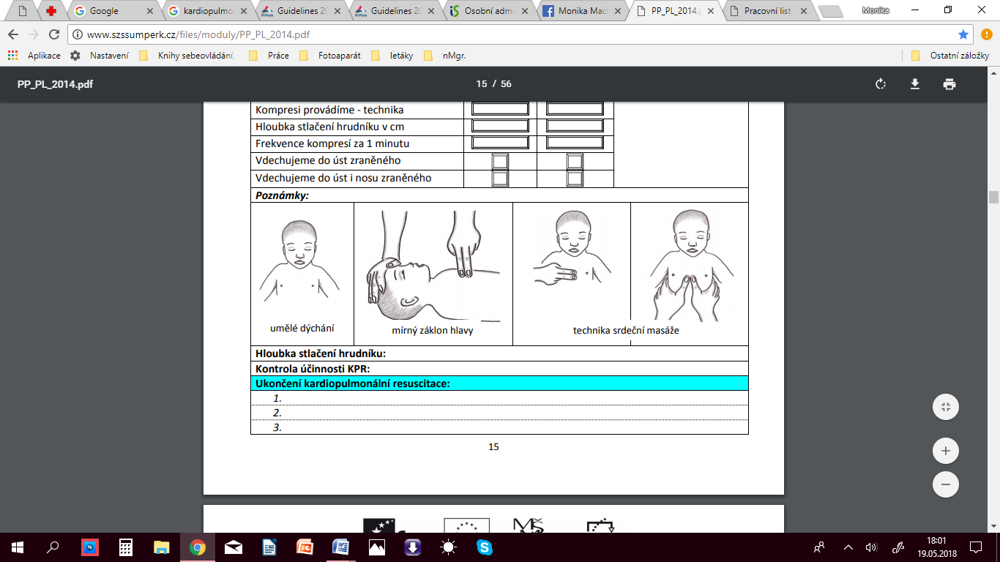 Google
kardiopulmo
Guidelines 20
Guidelines 20
Osobní admi
Monika Mac
PP_PL_2014.p
Pracovní list
Monika
www.szssumperk.cz/files/moduly/PP_PL_2014.pdf
Aplikace
Nastavení
Knihy sebeovládání,
Práce
Fotoaparát
letáky
nMgr.
Ostatní záložky
PP_PL_2014.pdf
15 / 56
Kompresi provádíme - technika
Hloubka stlačení hrudníku v cm
Frekvence kompresí za 1 minutu
Vdechujeme do úst zraněného
Vdechujeme do úst i nosu zraněného
Poznámky:
umělé dýchání
mírný záklon hlavy
technika srdeční masáže
Hloubka stlačení hrudníku:
Kontrola účinnosti KPR:
Ukončení kardiopulmonální resuscitace:
1.
2.
3.
15
MŠ
18:01
19.05.2018